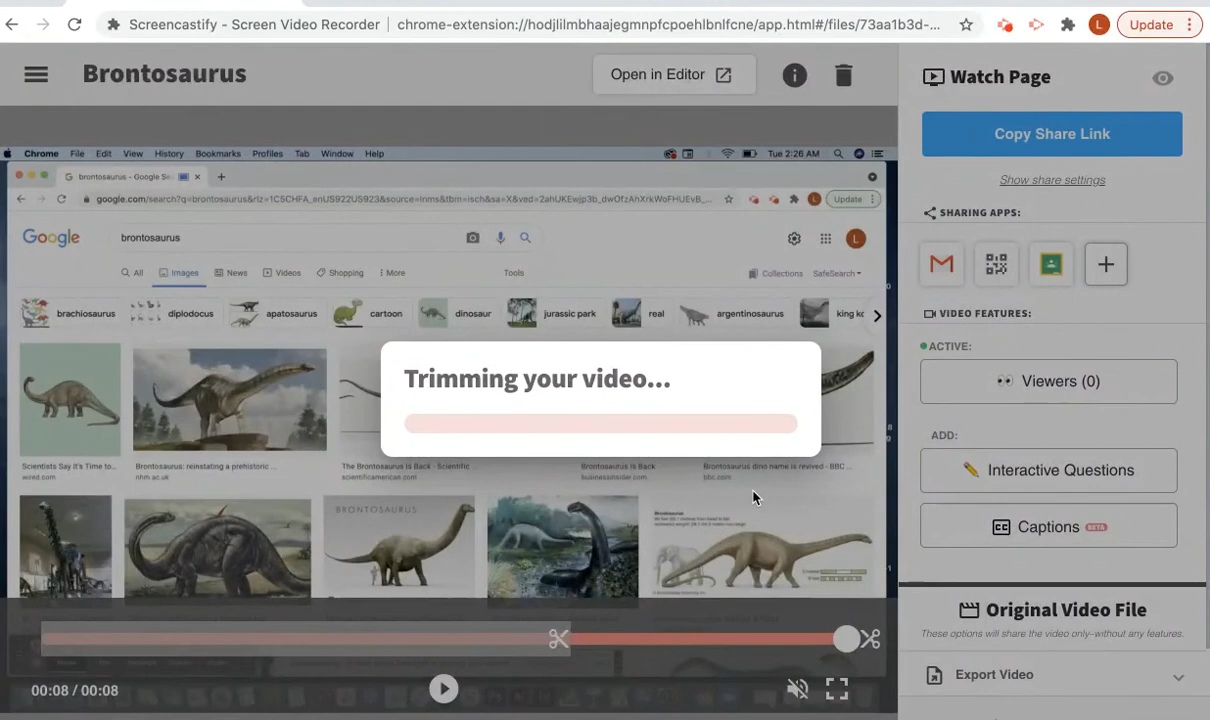 Screencastify - Screen Video Recorder
chrome-extension://hodjlilmbhaajegmnpfcpoehlbnlfcne/app.html#/files/73aa1b3d-...
L
Update
Brontosaurus
Open in Editor
Watch Page
Copy Share Link
Show share settings
SHARING APPS:
VIDEO FEATURES:
ACTIVE:
Viewers (0)
ADD:
Interactive Questions
CC Captions BETA
Original Video File
These options will share the video only–without any features.
Export Video
Chrome File Edit View History Bookmarks Profiles Tab Window Help
Tue 2:26 AM
brontosaurus - Google Se
Update
Google
brontosaurus
L
All Images News Videos Shopping More Tools
Collections SafeSearch
brachiosaurus diplodocus apatosaurus cartoon dinosaur jurassic park real argentinosaurus king ko
Trimming your video...
Scientists Say It's Time to...
wired.com
Brontosaurus: reinstating a prehistoric ...
nhm.ac.uk
The Brontosaurus Is Back - Scientific
scientificamerican.com
Brontosaurus Is Back
businessinsider.com
Brontosaurus dino name is revived - BBC ...
bbc.com
BRONTOSAURUS
Brontosaurus
00:08 / 00:08